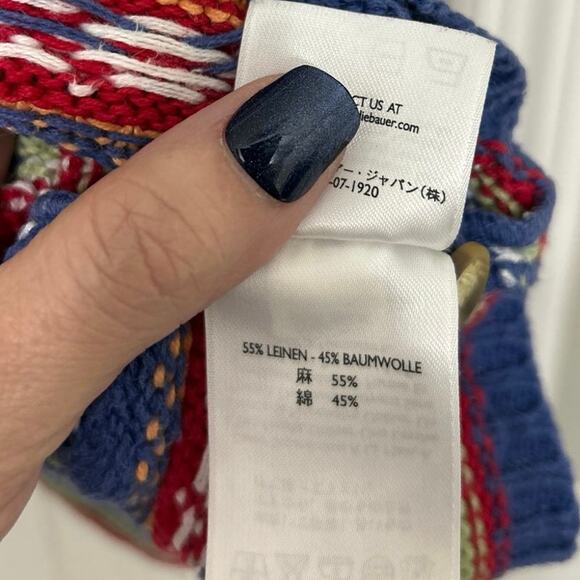 CT US AT
diebauer.com
ー・ジャパン(株)
-07-1920
55% LEINEN - 45% BAUMWOLLE
麻 55%
綿 45%